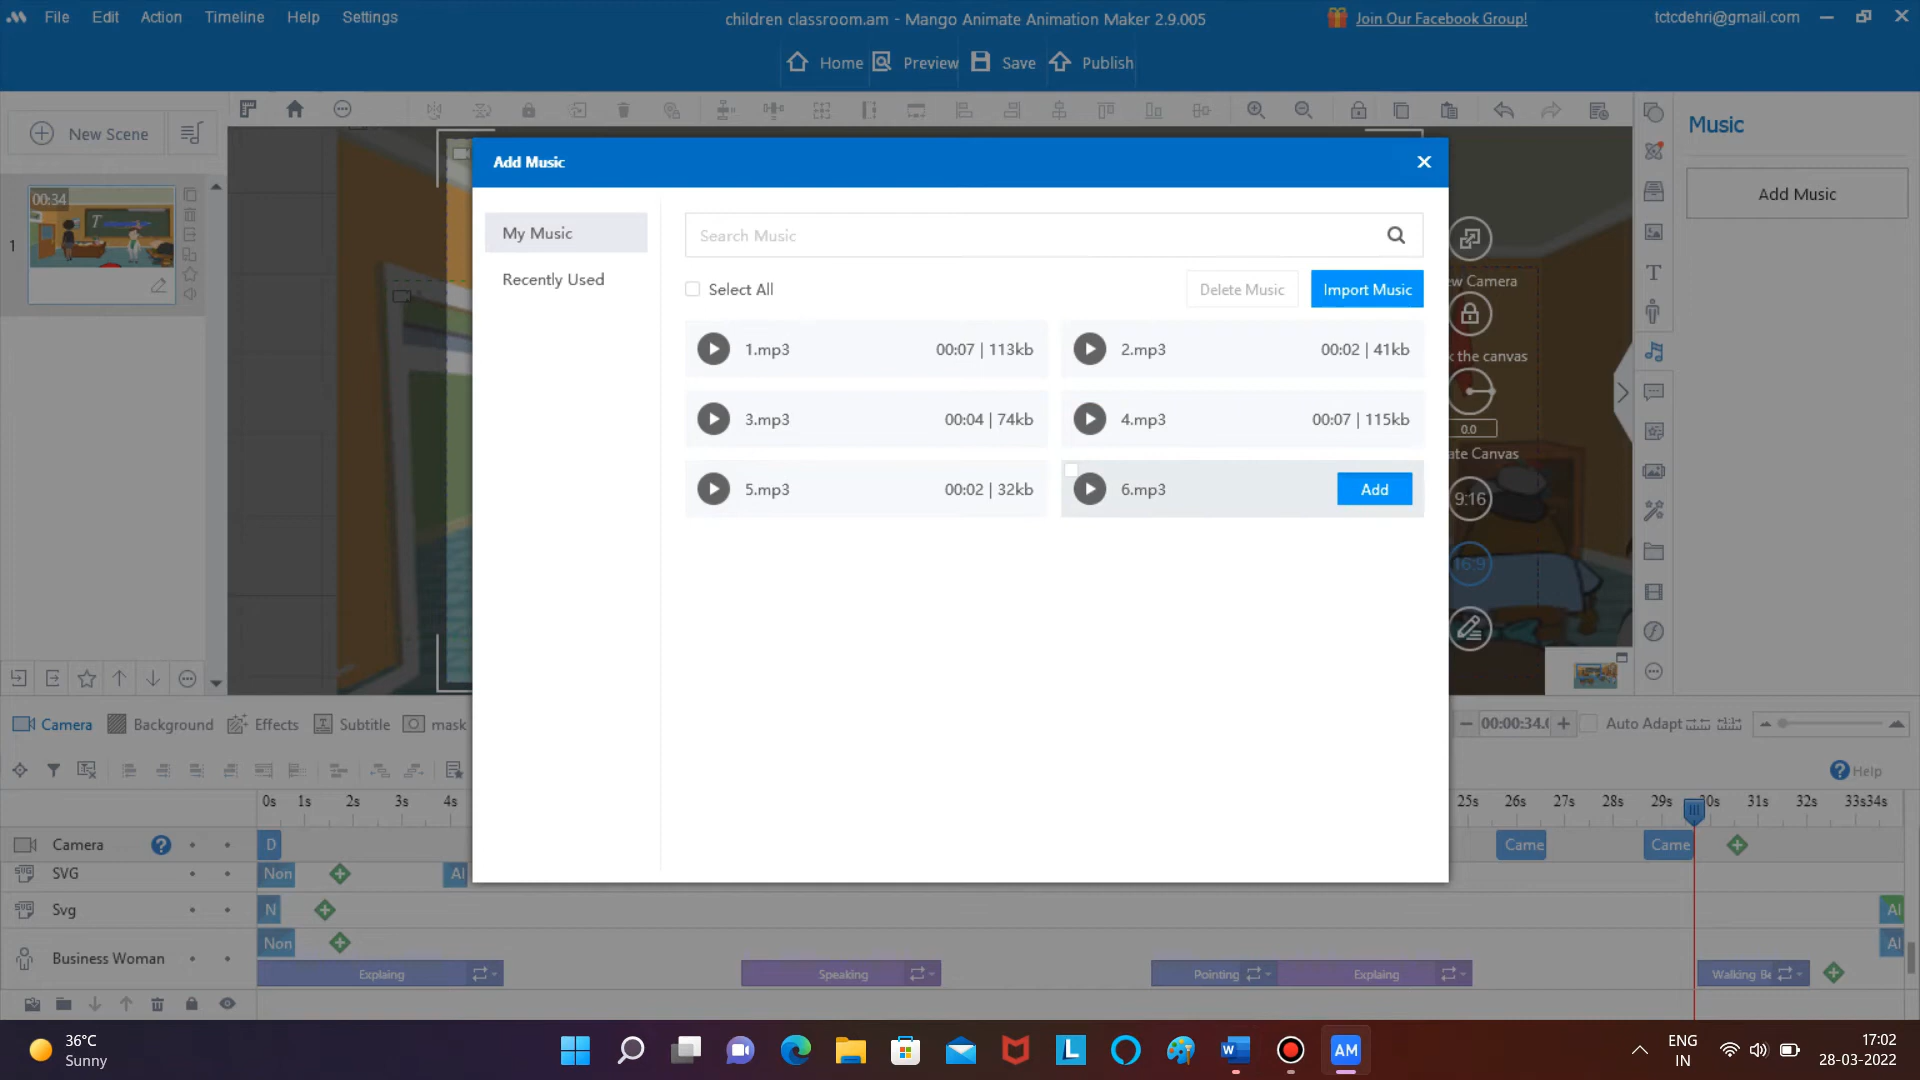 File Edit Action Timeline Help Settings
children classroom.am - Mango Animate Animation Maker 2.9.005
Join Our Facebook Group!
tctcdehri@gmail.com
Home Preview Save Publish
New Scene
00:34
1
T
Music
Add Music
Add Music
My Music
Recently Used
Search Music
Select All
Delete Music
Import Music
1.mp3 00:07 | 113kb
2.mp3 00:02 | 41kb
3.mp3 00:04 | 74kb
4.mp3 00:07 | 115kb
5.mp3 00:02 | 32kb
6.mp3 Add
ew Camera
k the canvas
0.0
ate Canvas
9:16
16:9
Camera Background Effects Subtitle mask
00:00:34.0
Auto Adapt
Help
0s 1s 2s 3s 4s 25s 26s 27s 28s 29s 30s 31s 32s 33s34s
Camera D Came Came
SVG Non Al
Svg N Al
Non Al
Business Woman
Explaing Speaking Pointing Explaing Walking Be
36°C
Sunny
AM
ENG
IN
17:02
28-03-2022